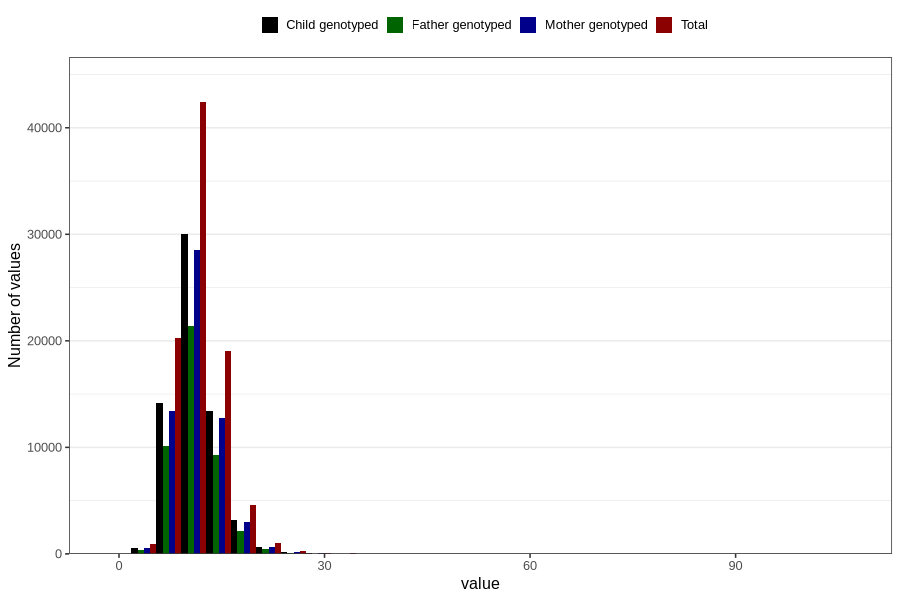 Child genotyped Father genotyped Mother genotyped Total
Number of values
40000
30000
20000
10000
0
0 30 60 90
value